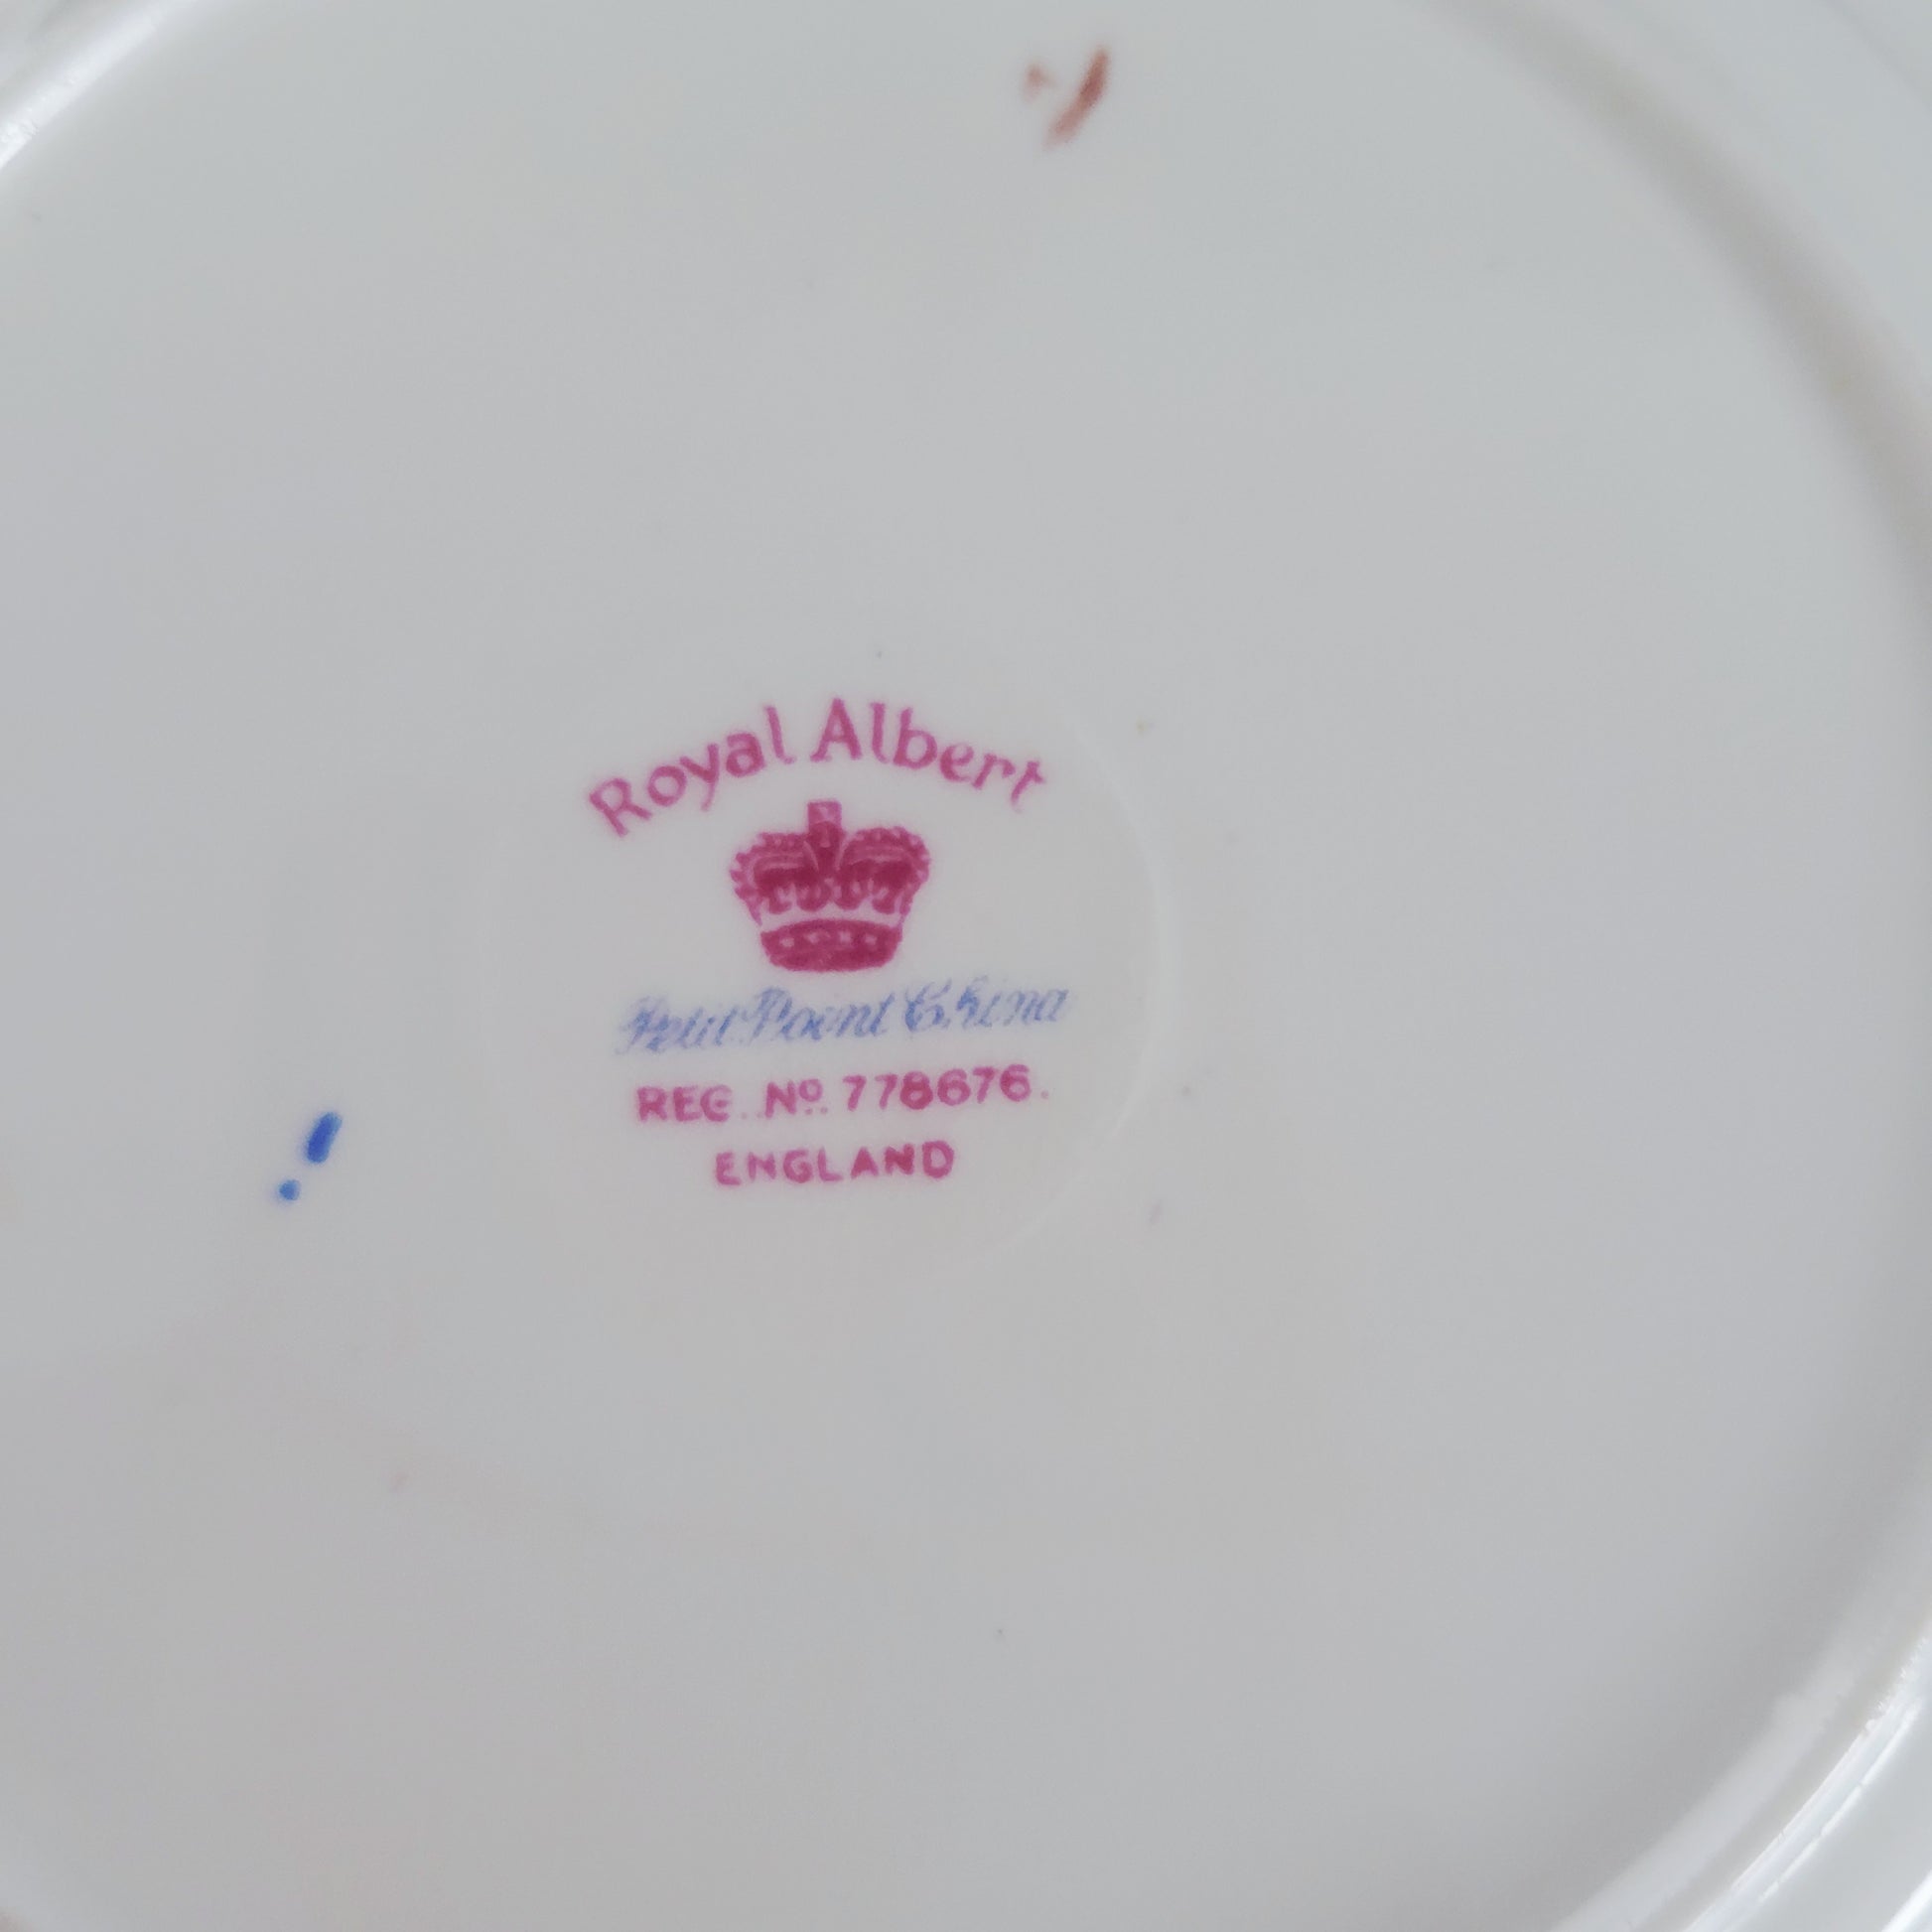 Royal Albert
Petit Point China
REG. No. 778676.
ENGLAND